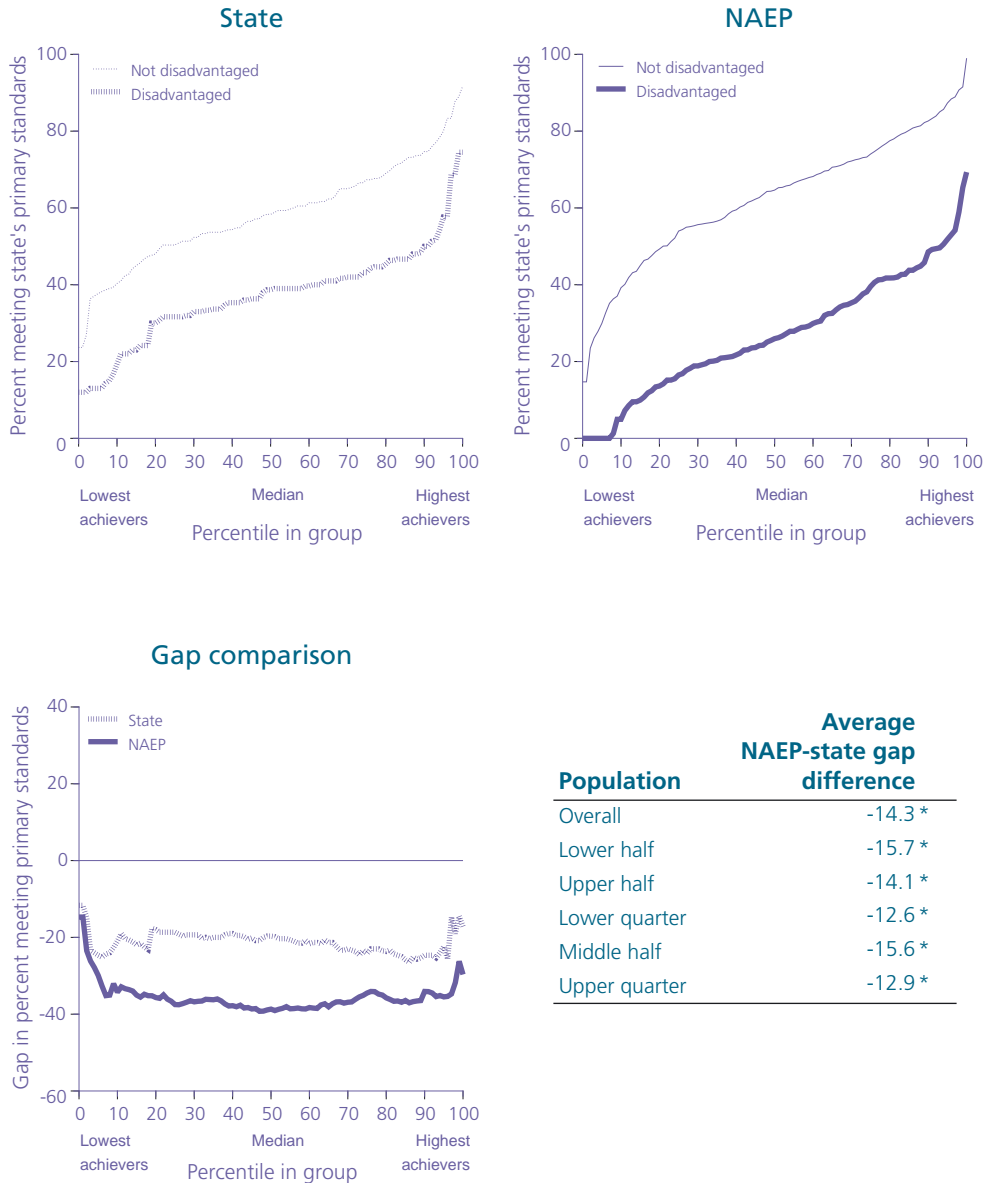 State
Percent meeting state's primary standards
100
80
60
40
20
0
Not disadvantaged
Disadvantaged
0 10 20 30 40 50 60 70 80 90 100
Lowest achievers
Median
Highest achievers
Percentile in group
NAEP
Percent meeting state's primary standards
100
80
60
40
20
0
Not disadvantaged
Disadvantaged
0 10 20 30 40 50 60 70 80 90 100
Lowest achievers
Median
Highest achievers
Percentile in group
Gap comparison
Gap in percent meeting primary standards
40
20
0
-20
-40
-60
State
NAEP
0 10 20 30 40 50 60 70 80 90 100
Lowest achievers
Median
Highest achievers
Percentile in group
Population Average NAEP-state gap difference
Overall -14.3 *
Lower half -15.7 *
Upper half -14.1 *
Lower quarter -12.6 *
Middle half -15.6 *
Upper quarter -12.9 *